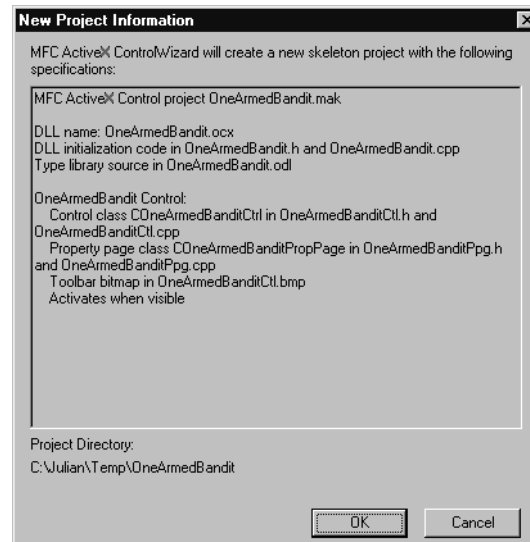 New Project Information
MFC ActiveX ControlWizard will create a new skeleton project with the following
specifications:
MFC ActiveX Control project OneArmedBandit.mak
DLL name: OneArmedBandit.ocx
DLL initialization code in OneArmedBandit.h and OneArmedBandit.cpp
Type library source in OneArmedBandit.odl
OneArmedBandit Control:
Control class COneArmedBanditCtrl in OneArmedBanditCtl.h and
OneArmedBanditCtl.cpp
Property page class COneArmedBanditPropPage in OneArmedBanditPpg.h
and OneArmedBanditPpg.cpp
Toolbar bitmap in OneArmedBanditCtl.bmp
Activates when visible
Project Directory:
C:\Julian\Temp\OneArmedBandit
OK Cancel